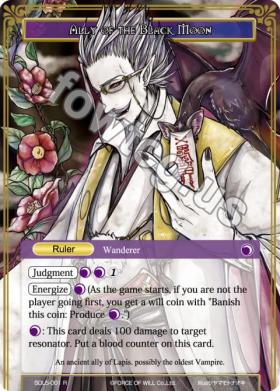 Ally of the Black Moon
Ruler Wanderer
Judgment 1
Energize (As the game starts, if you are not the
player going first, you get a will coin with "Banish
this coin: Produce .")
: This card deals 100 damage to target
resonator. Put a blood counter on this card.
An ancient ally of Lapis. possibly the oldest Vampire.
R
©FORCE OF WILL Co.,Ltd.